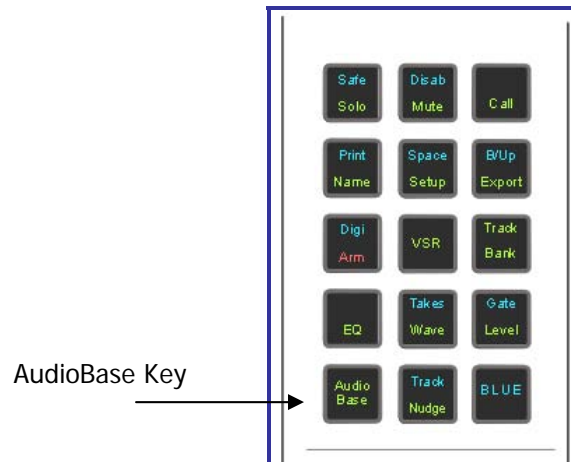 Safe
Solo
Disab
Mute
Call
Print
Name
Space
Setup
B/Up
Export
Digi
Arm
VSR
Track
Bank
EQ
Takes
Wave
Gate
Level
AudioBase Key
Audio
Base
Track
Nudge
BLUE